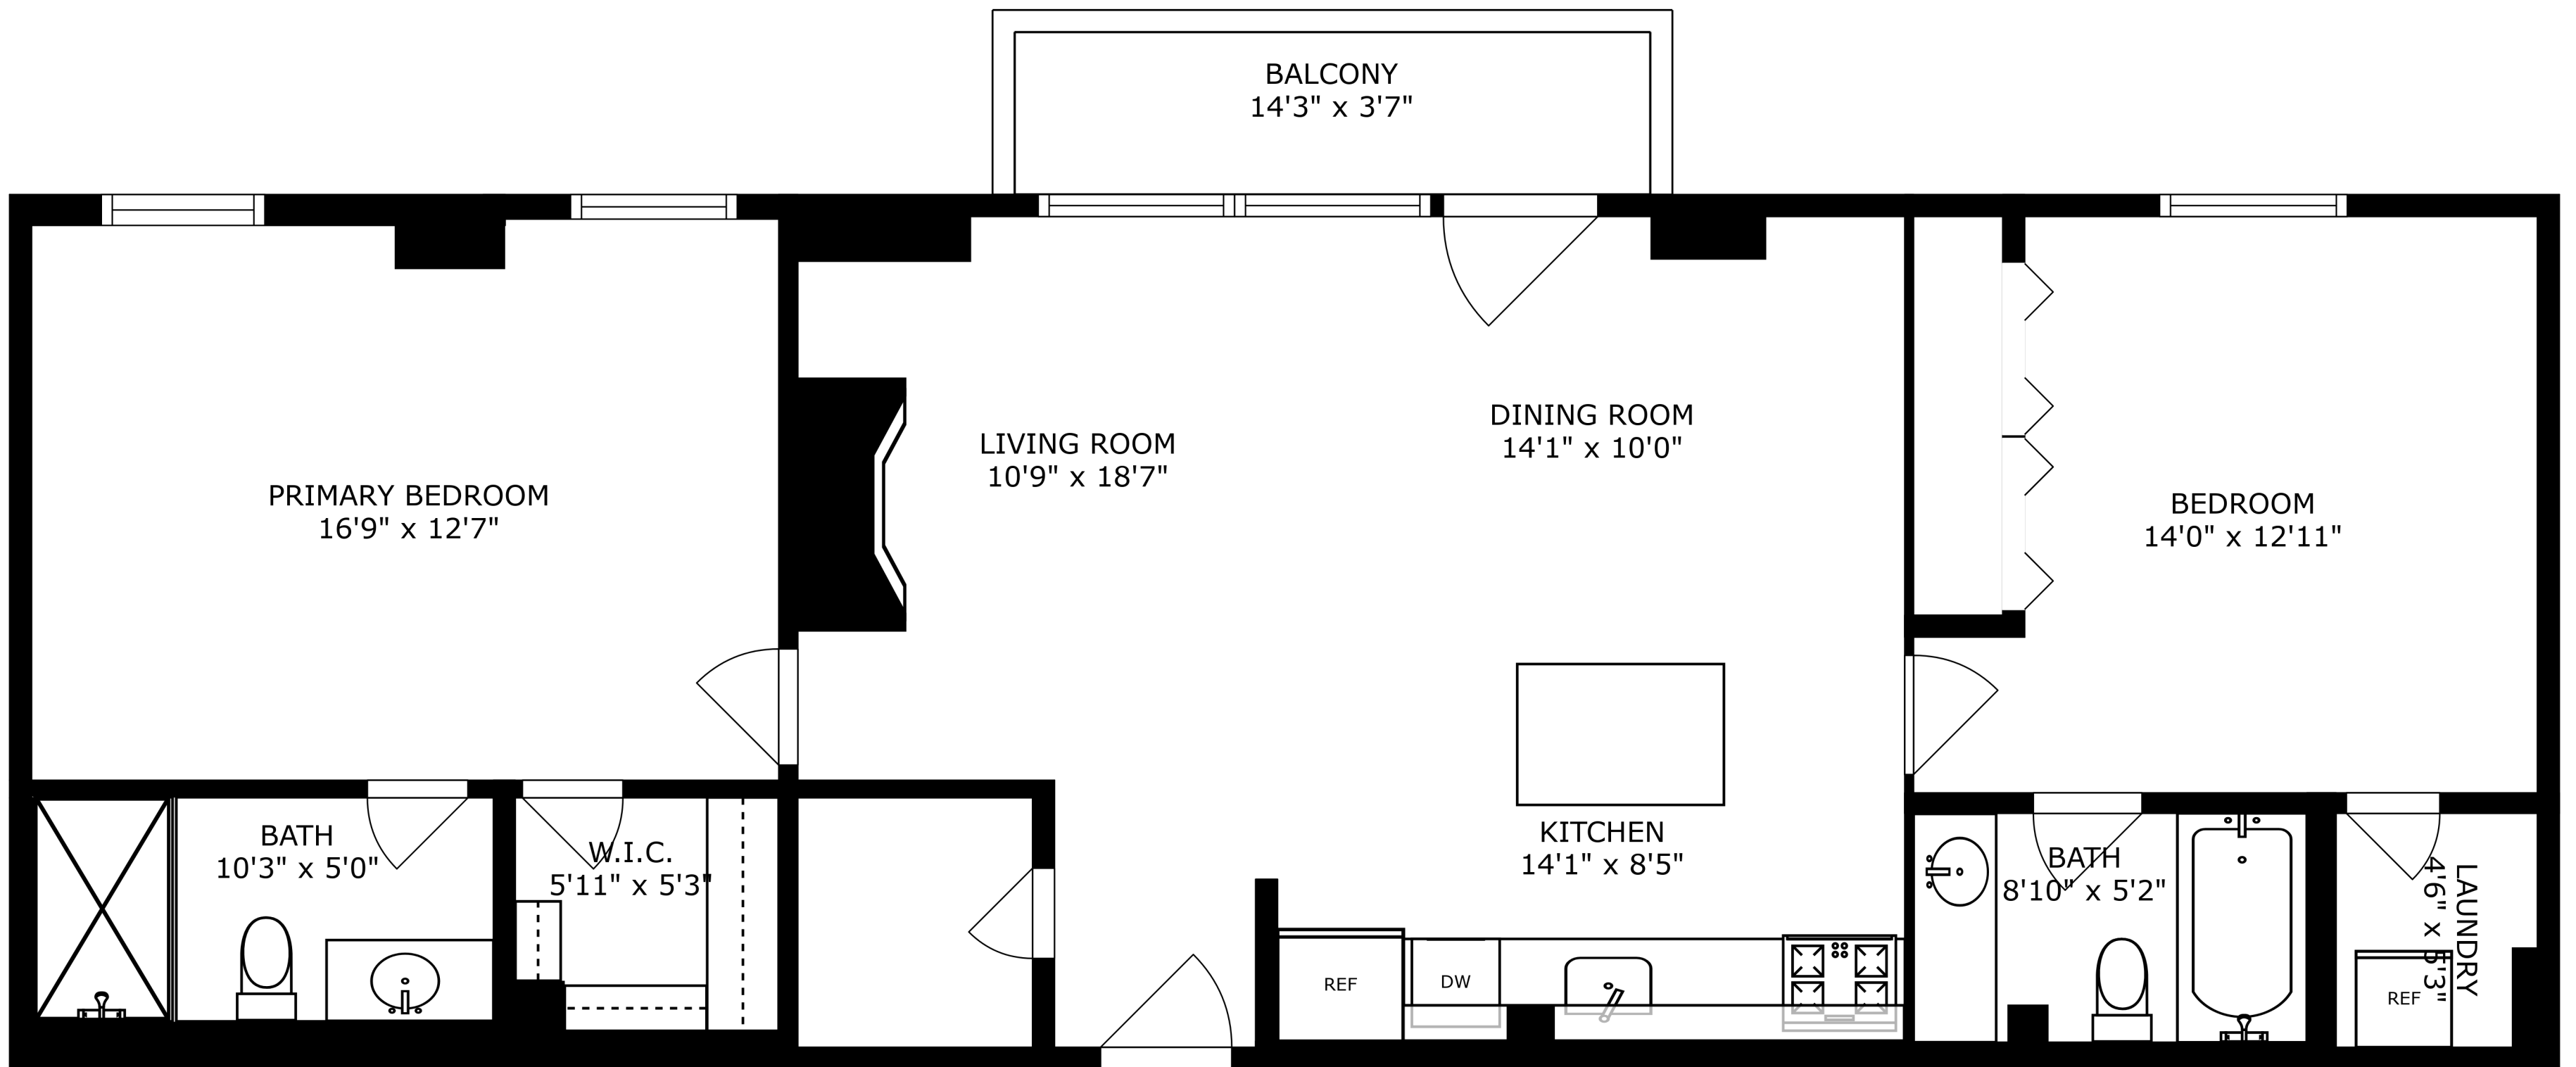 BALCONY
14'3" x 3'7"
PRIMARY BEDROOM
16'9" x 12'7"
LIVING ROOM
10'9" x 18'7"
DINING ROOM
14'1" x 10'0"
BEDROOM
14'0" x 12'11"
BATH
10'3" x 5'0"
W.I.C.
5'11" x 5'3"
KITCHEN
14'1" x 8'5"
REF
DW
BATH
8'10" x 5'2"
LAUNDRY
4'6" x 5'3"
REF